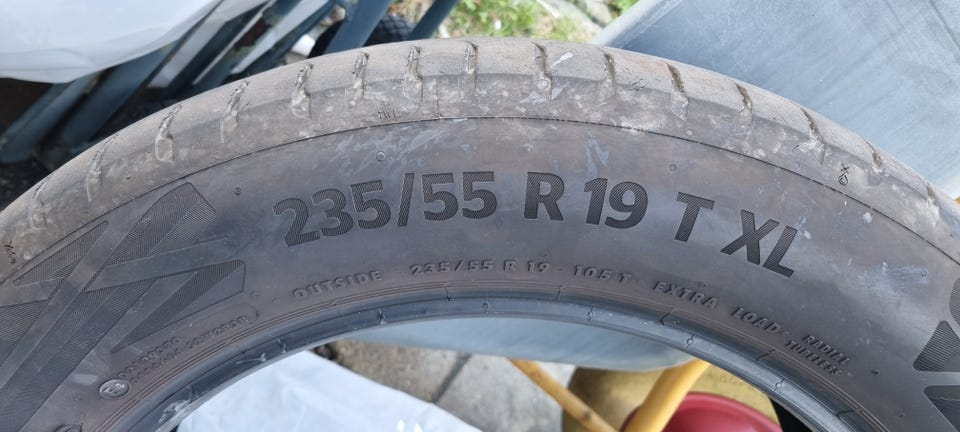 235/55 R 19 T XL
OUTSIDE 235/55 R 19 105 T EXTRA LOAD RADIAL
TUBELESS